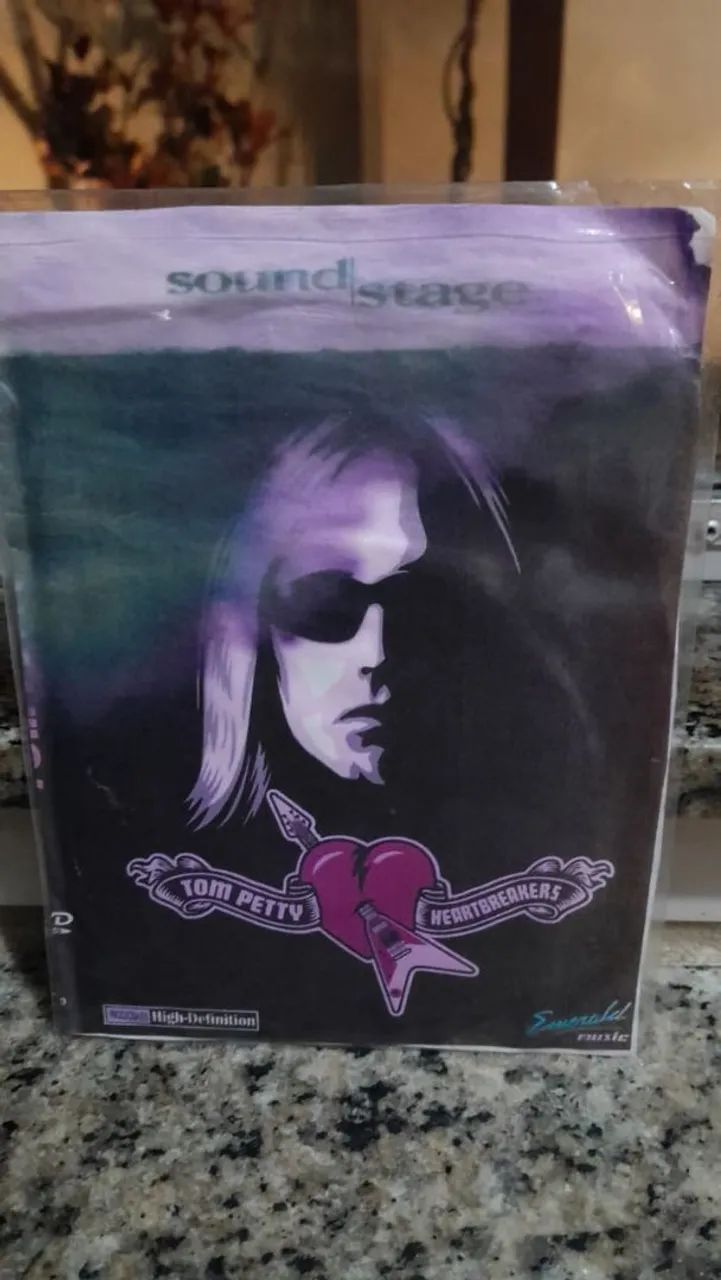 sound|stage
TOM PETTY HEARTBREAKERS
High-Definition
Emerald
music